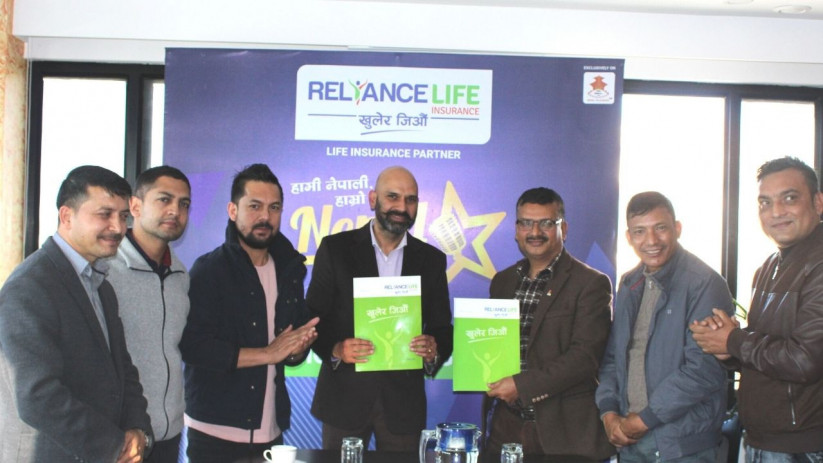 RELIANCE LIFE
INSURANCE
खुलेर जिऔं
LIFE INSURANCE PARTNER
हामी नेपाली,
हाम्रो
RELIANCE LIFE
खुलेर जिऔं
RELIANCE LIFE
खुलेर जिऔं